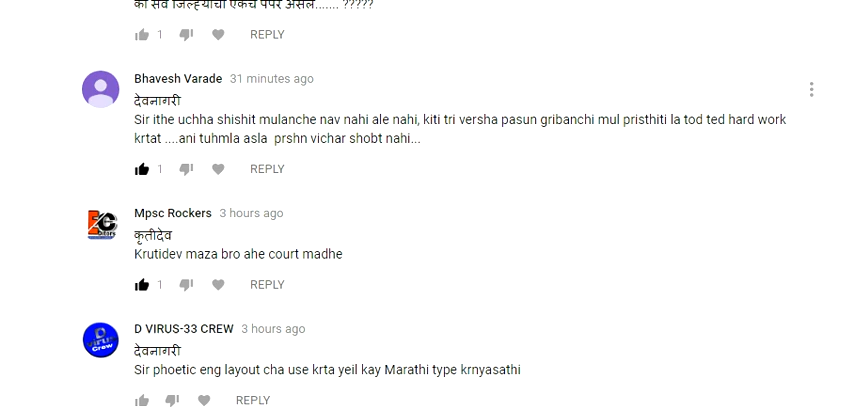 की सर्व जिल्ह्यांचा एकच पेपर असेल....... ?????
1 REPLY
Bhavesh Varade 31 minutes ago
देवनागरी
Sir ithe uchha shishit mulanche nav nahi ale nahi, kiti tri versha pasun gribanchi mul pristhiti la tod ted hard work
krtat ....ani tuhmla asla prshn vichar shobt nahi...
1 REPLY
Mpsc Rockers 3 hours ago
कृतीदेव
Krutidev maza bro ahe court madhe
1 REPLY
D VIRUS-33 CREW 3 hours ago
देवनागरी
Sir phoetic eng layout cha use krta yeil kay Marathi type krnyasathi
REPLY